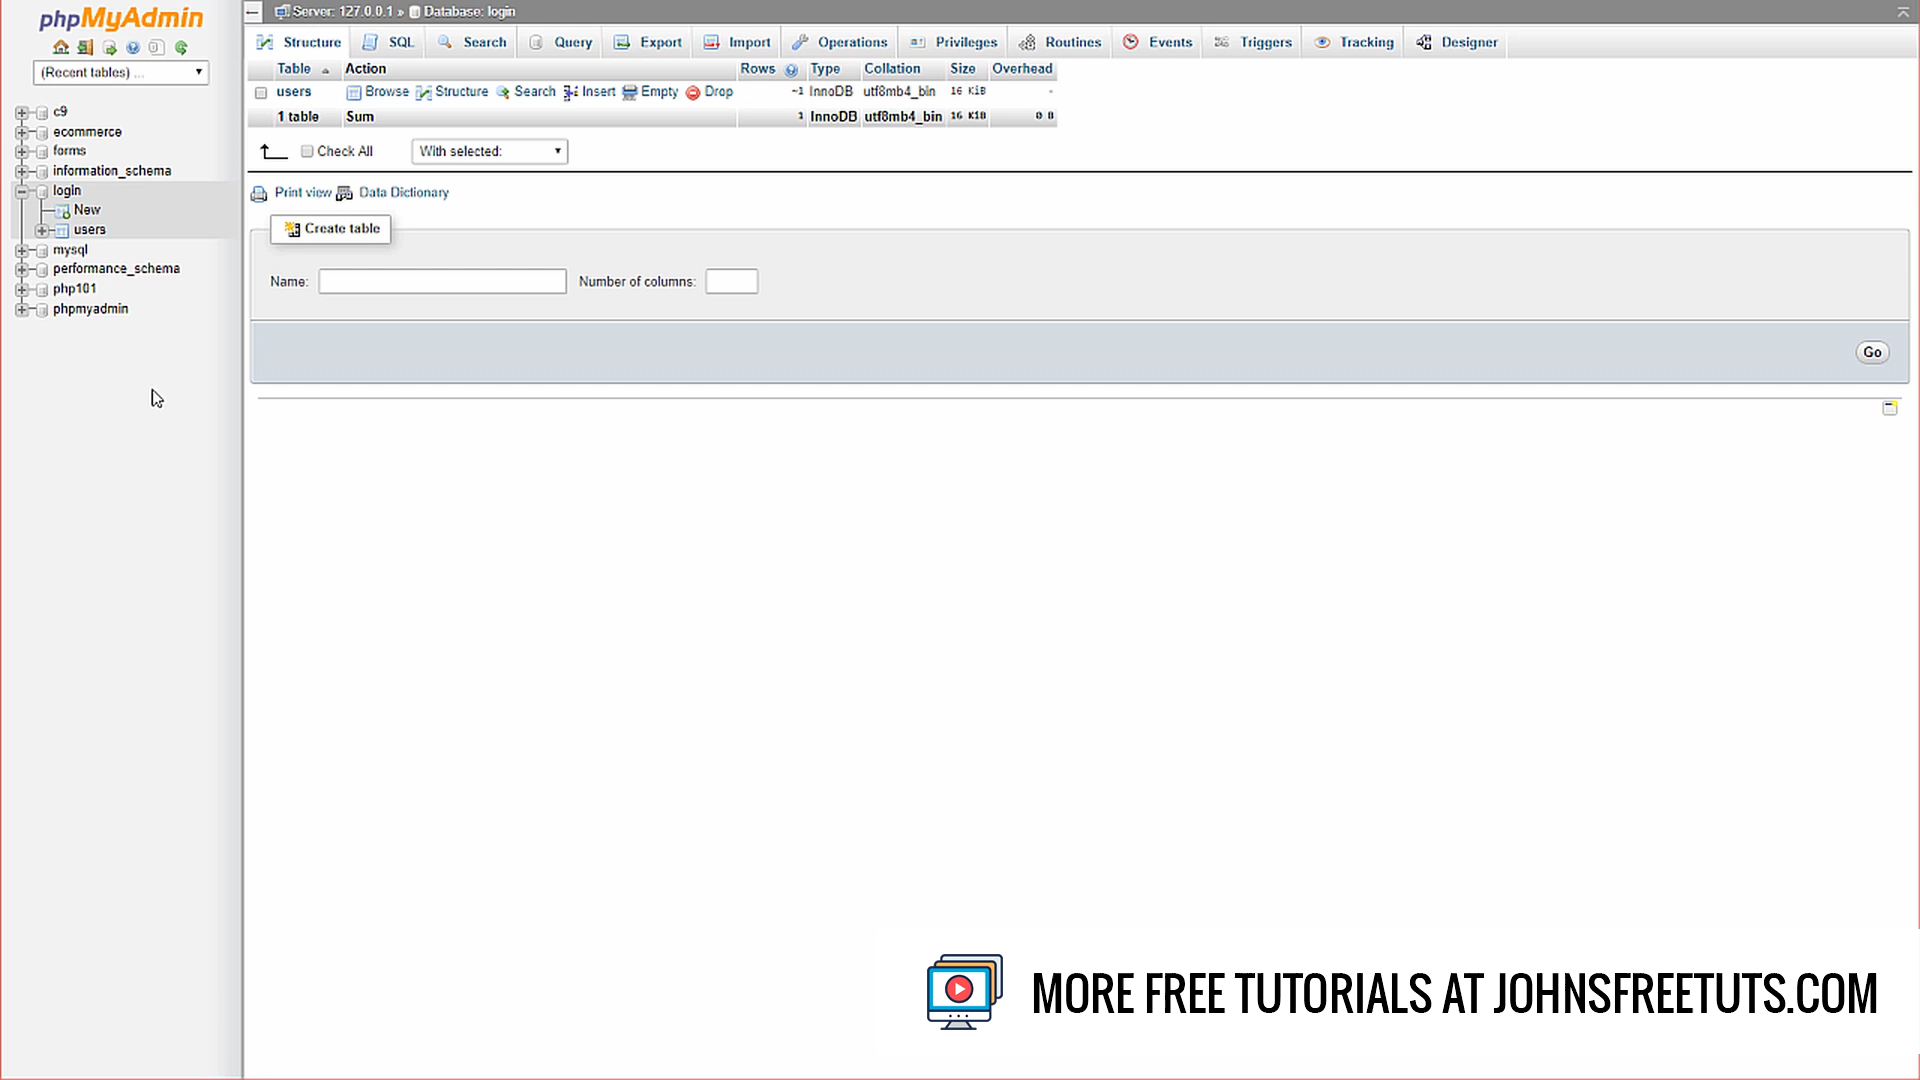 phpMyAdmin
(Recent tables) ...
c9
ecommerce
forms
information_schema
login
New
users
mysql
performance_schema
php101
phpmyadmin
Server: 127.0.0.1 » Database: login
Structure SQL Search Query Export Import Operations Privileges Routines Events Triggers Tracking Designer
Table Action Rows Type Collation Size Overhead
users Browse Structure Search Insert Empty Drop ~1 InnoDB utf8mb4_bin 16 KiB -
1 table Sum 1 InnoDB utf8mb4_bin 16 KiB 0 B
Check All With selected:
Print view Data Dictionary
Create table
Name: Number of columns:
Go
MORE FREE TUTORIALS AT JOHNSFREETUTS.COM